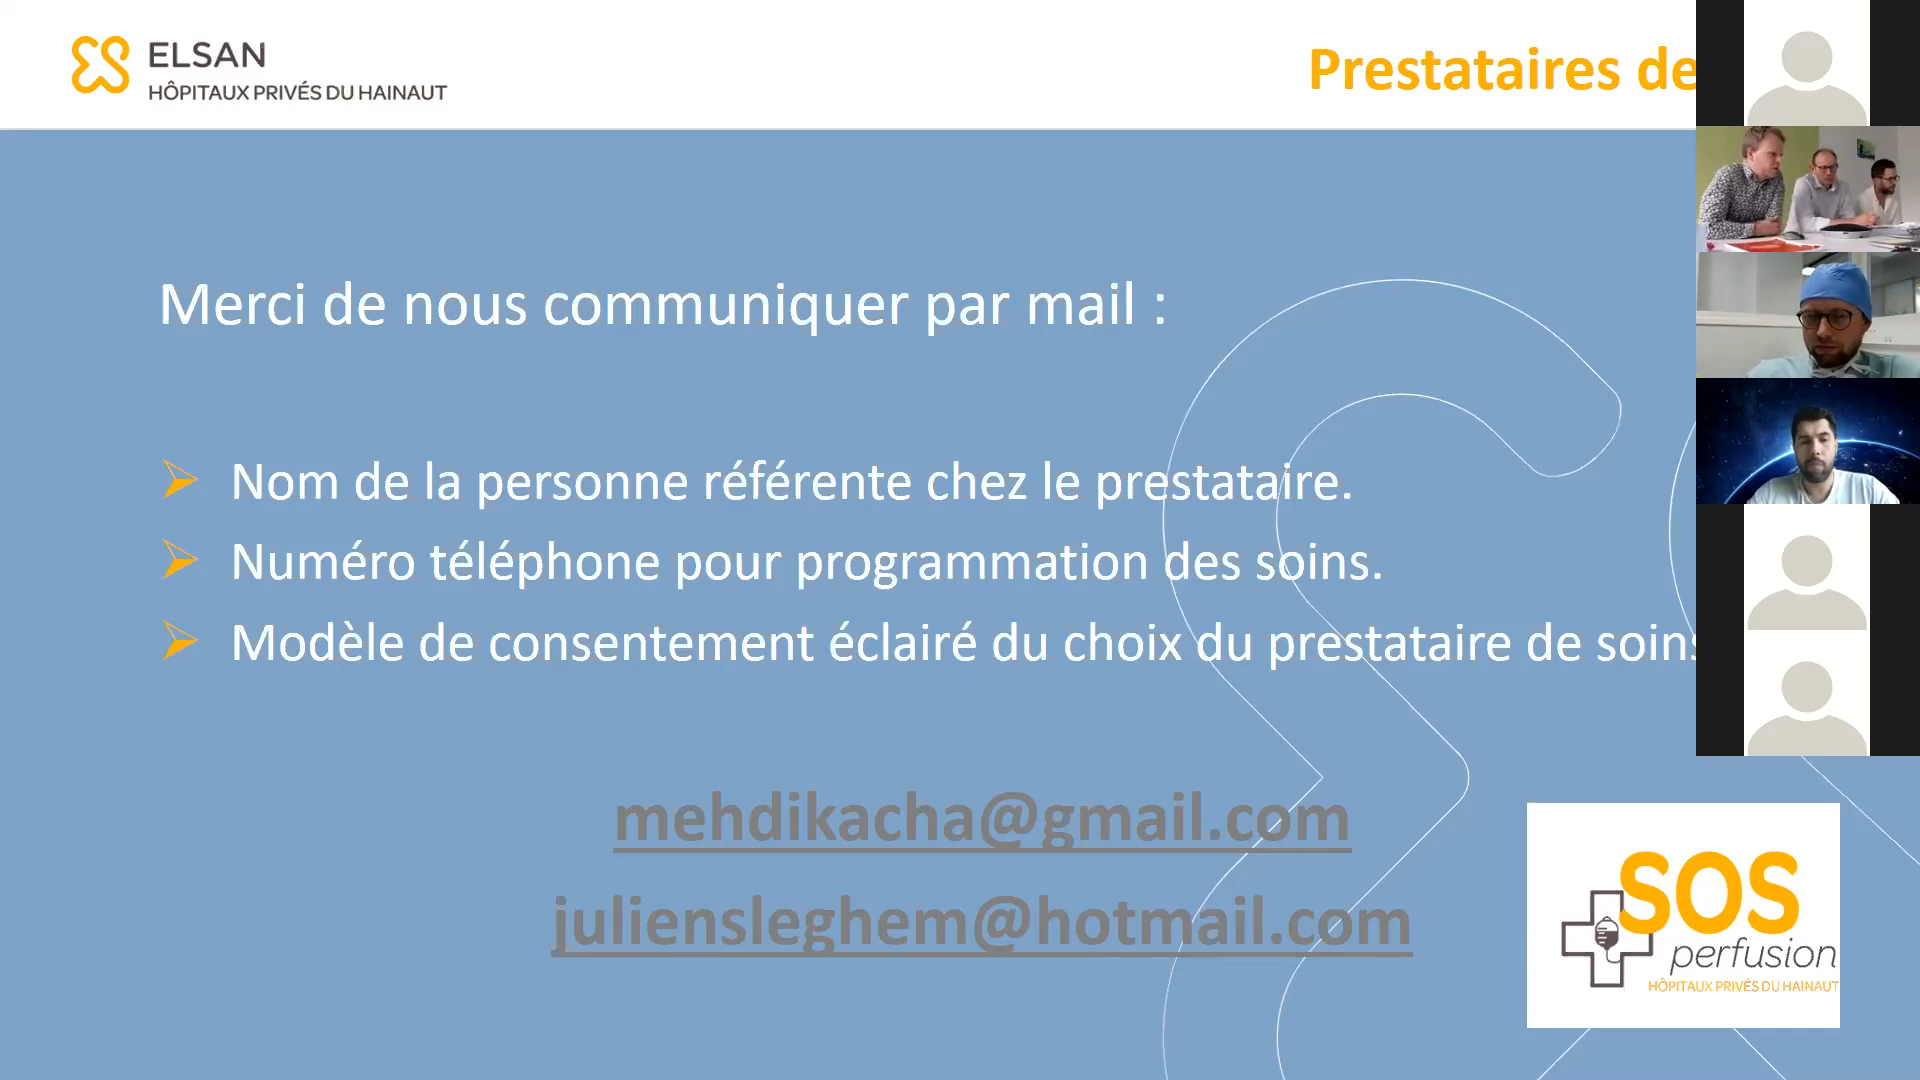 ELSAN
HÔPITAUX PRIVÉS DU HAINAUT
Prestataires de
Merci de nous communiquer par mail :
Nom de la personne référente chez le prestataire.
Numéro téléphone pour programmation des soins.
Modèle de consentement éclairé du choix du prestataire de soins
mehdikacha@gmail.com
juliensleghem@hotmail.com
SOS
perfusion
HÔPITAUX PRIVÉS DU HAINAUT